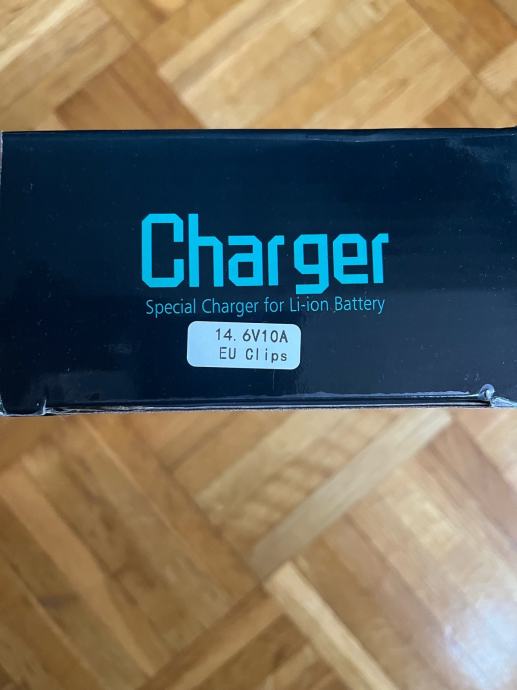 Charger
Special Charger for Li-ion Battery
14.6V10A
EU Clips